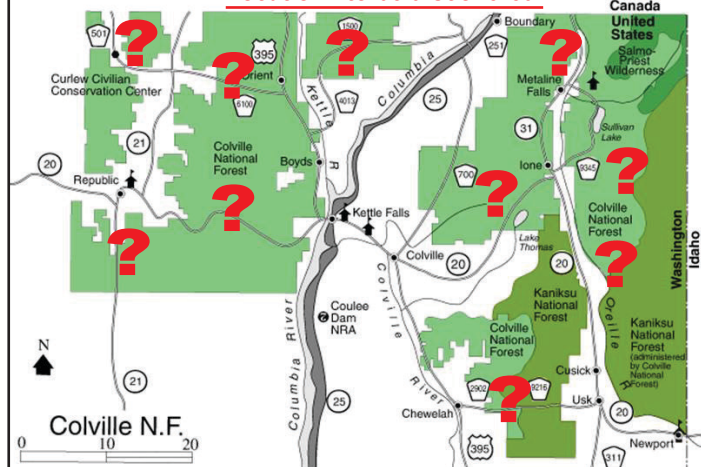 Canada
United
States
Salmo-
Priest
Wilderness
Boundary
251
501
395
1500
Orient
Curlew Civilian
Conservation Center
6100
4013
Kettle
R
Columbia
25
Metaline
Falls
31
Sullivan
Lake
21
20
Republic
Colville
National
Forest
Boyds
700
Ione
9345
Kettle Falls
Colville
National
Forest
Colville
20
Lake
Thomas
20
Washington
Idaho
Coulee
Dam
NRA
Columbia River
Colville
River
Kaniksu
National
Forest
Oreille
R
Kaniksu
National
Forest
(administered
by Colville
National
Forest)
Colville
National
Forest
N
21
25
2902
9216
Cusick
Usk
20
Chewelah
395
Newport
311
Colville N.F.
0 10 20
? ? ? ? ? ? ? ? ? ?